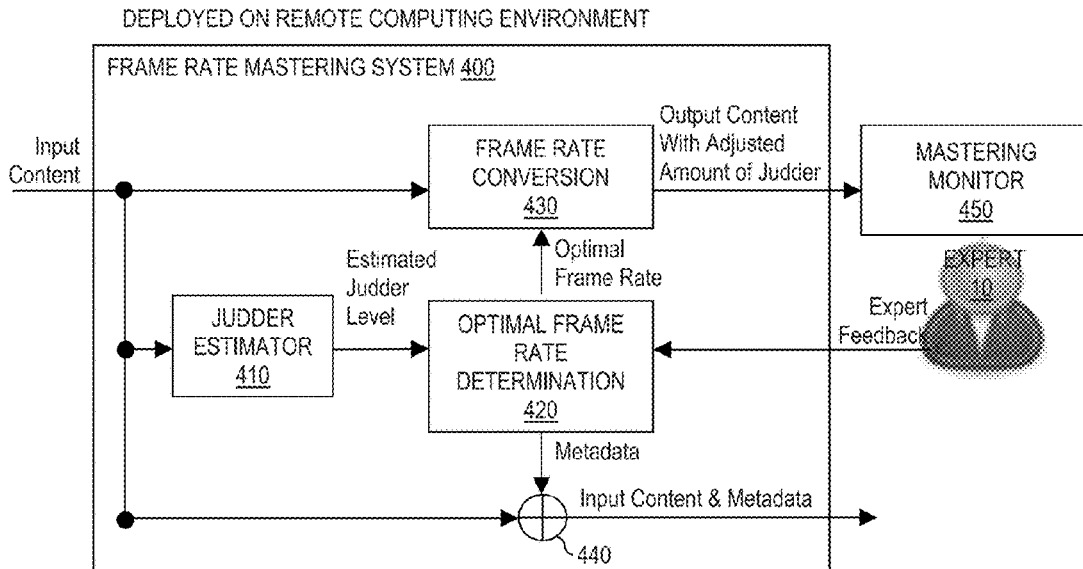 DEPLOYED ON REMOTE COMPUTING ENVIRONMENT
FRAME RATE MASTERING SYSTEM 400
Input
Content
FRAME RATE
CONVERSION
430
Output Content
With Adjusted
Amount of Judder
MASTERING
MONITOR
450
Optimal
Frame Rate
Estimated
Judder
Level
EXPERT
10
Expert
Feedback
JUDDER
ESTIMATOR
410
OPTIMAL FRAME
RATE
DETERMINATION
420
Metadata
Input Content & Metadata
440